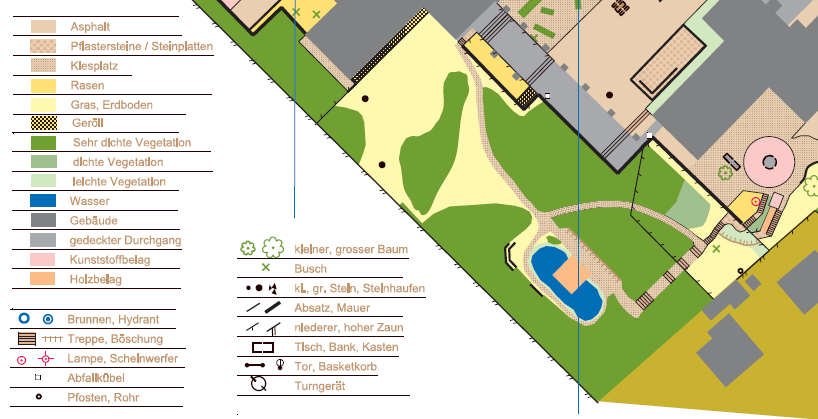 Asphalt
Pflastersteine / Steinplatten
Kiesplatz
Rasen
Gras, Erdboden
Geröll
Sehr dichte Vegetation
dichte Vegetation
leichte Vegetation
Wasser
Gebäude
gedeckter Durchgang
Kunststoffbelag
Holzbelag
Brunnen, Hydrant
Treppe, Böschung
Lampe, Scheinwerfer
Abfallkübel
Pfosten, Rohr
kleiner, grosser Baum
Busch
kl., gr. Stein, Steinhaufen
Absatz, Mauer
niederer, hoher Zaun
Tisch, Bank, Kasten
Tor, Basketkorb
Turngerät